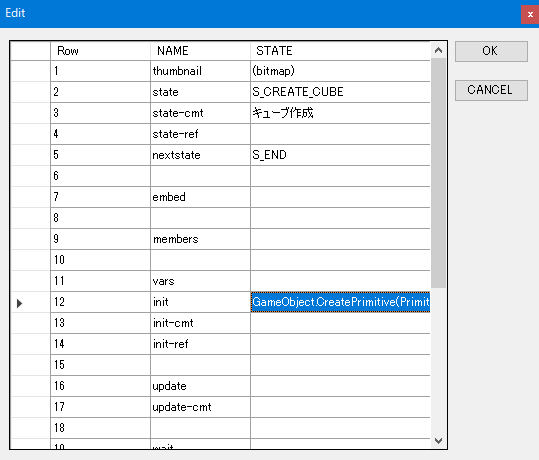 Edit
x
Row NAME STATE
1 thumbnail (bitmap)
2 state S_CREATE_CUBE
3 state-cmt キューブ作成
4 state-ref
5 nextstate S_END
6
7 embed
8
9 members
10
11 vars
12 init GameObject.CreatePrimitive(Primit
13 init-cmt
14 init-ref
15
16 update
17 update-cmt
18
19 wait
OK
CANCEL